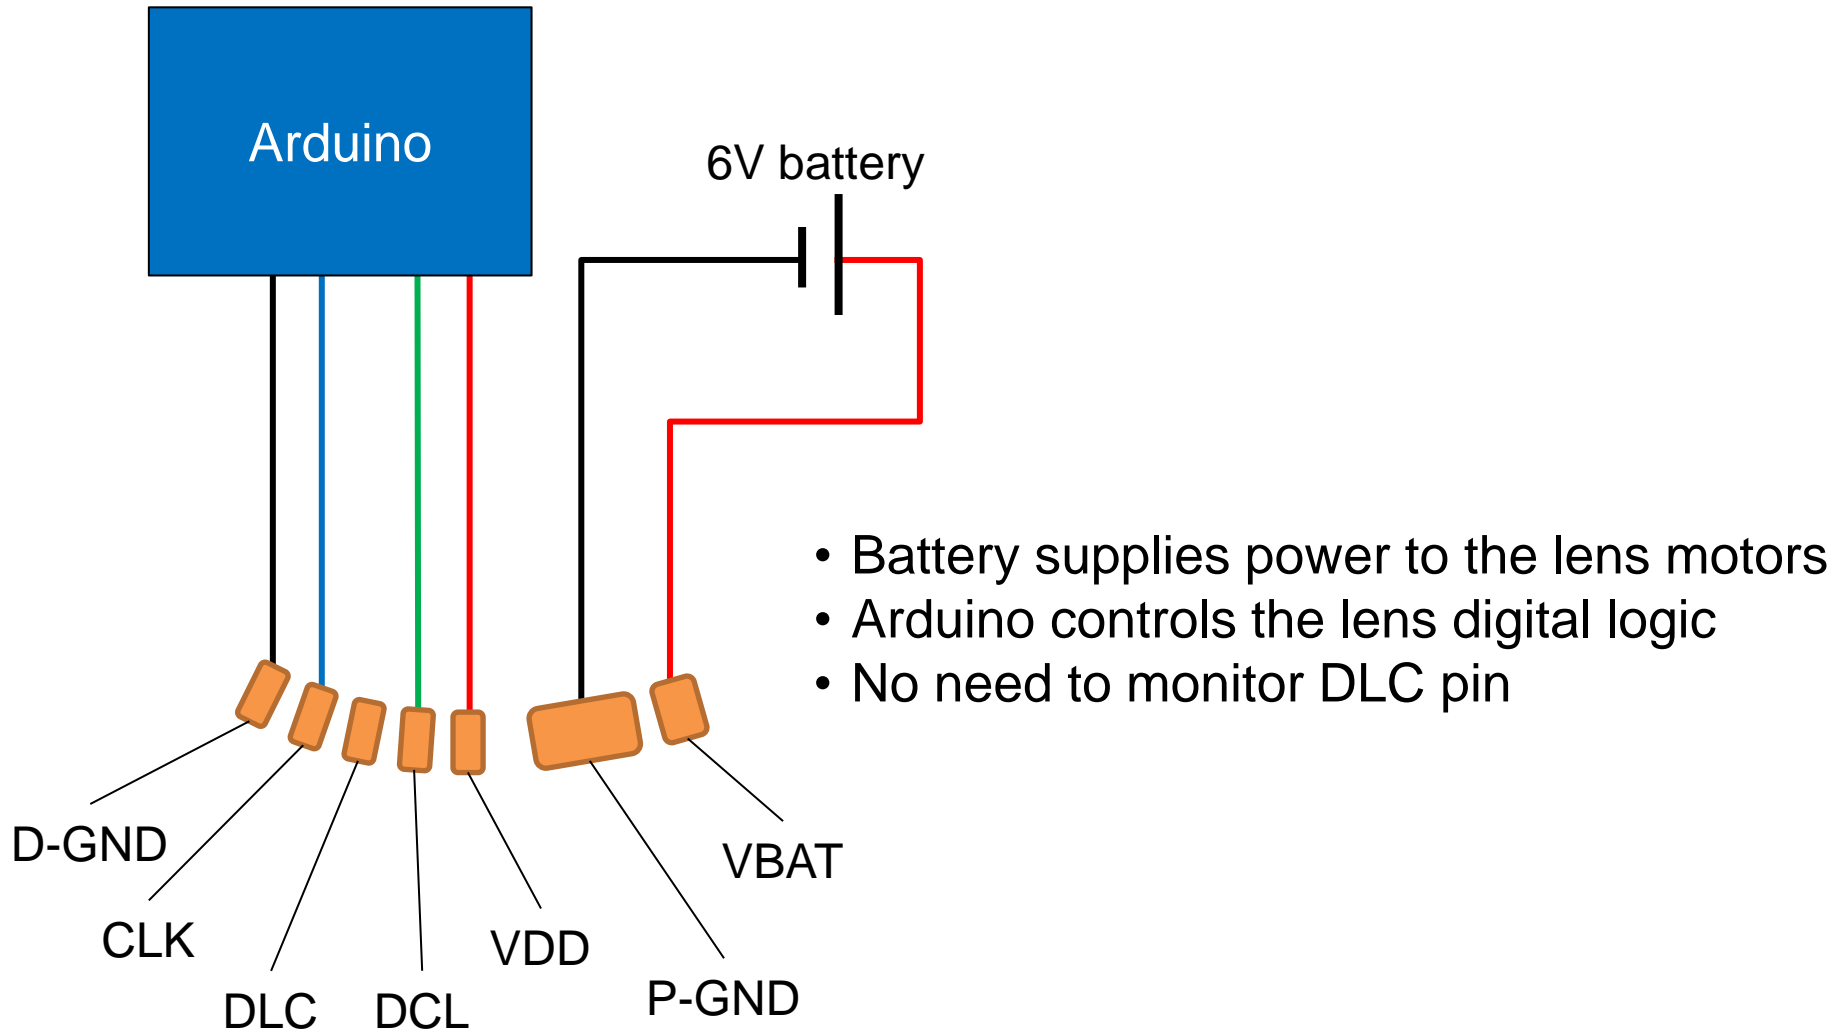 Arduino
6V battery
• Battery supplies power to the lens motors
• Arduino controls the lens digital logic
• No need to monitor DLC pin
D-GND
CLK
DLC
DCL
VDD
P-GND
VBAT